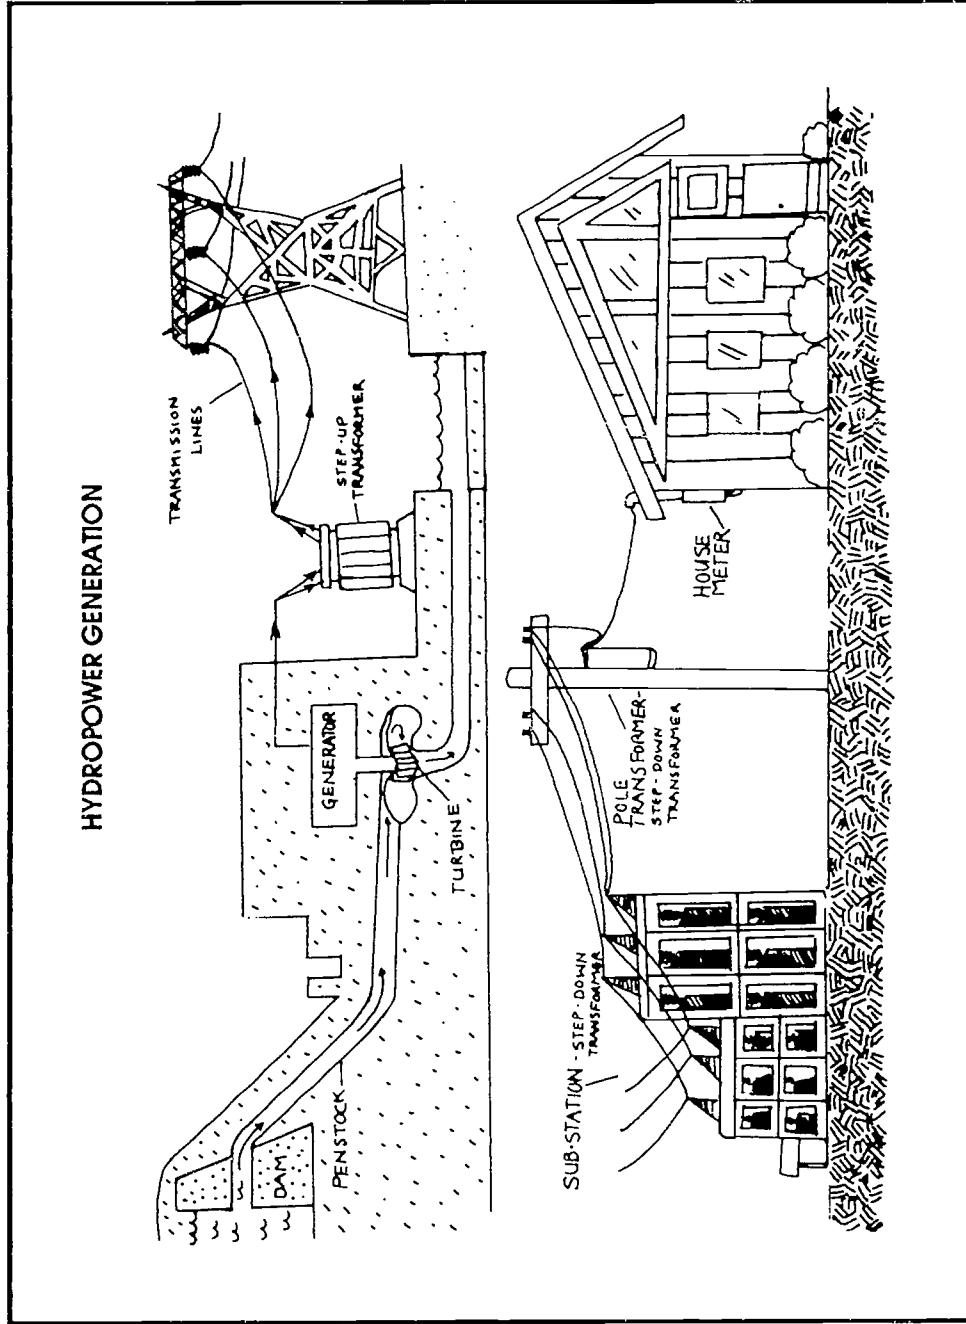 HYDROPOWER GENERATION
DAM
PENSTOCK
GENERATOR
TURBINE
STEP-UP
TRANSFORMER
TRANSMISSION
LINES
SUB-STATION - STEP-DOWN
TRANSFORMER
POLE
TRANSFORMER-
STEP-DOWN
TRANSFORMER
HOUSE
METER